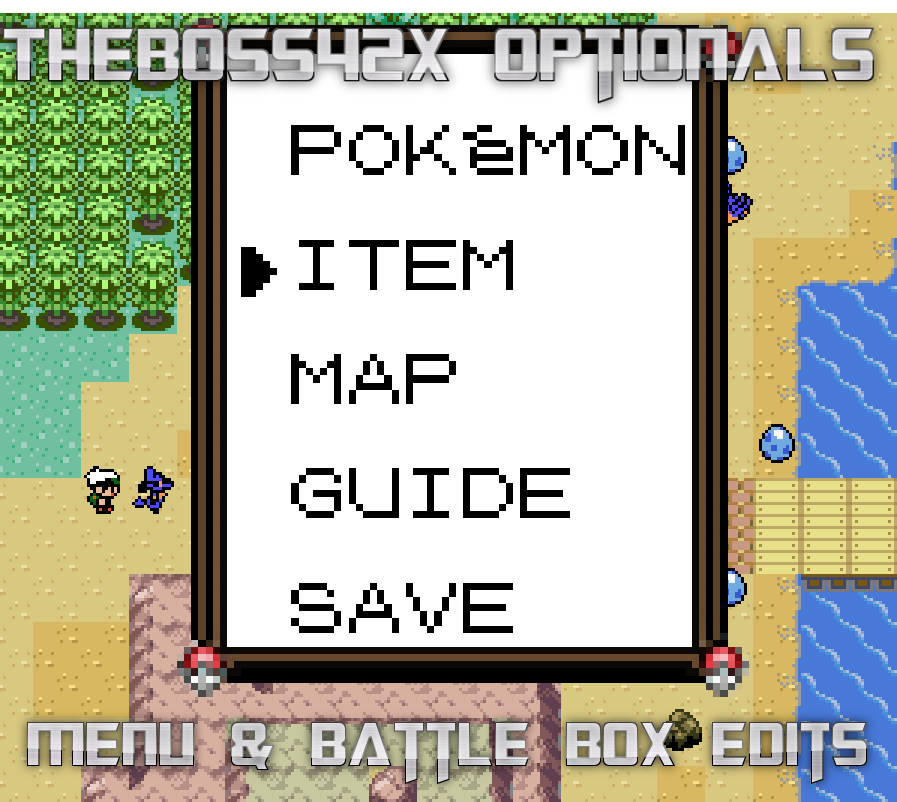 THEBOSS42X OPTIONALS
POKéMON
ITEM
MAP
GUIDE
SAVE
MENU & BATTLE BOX EDITS